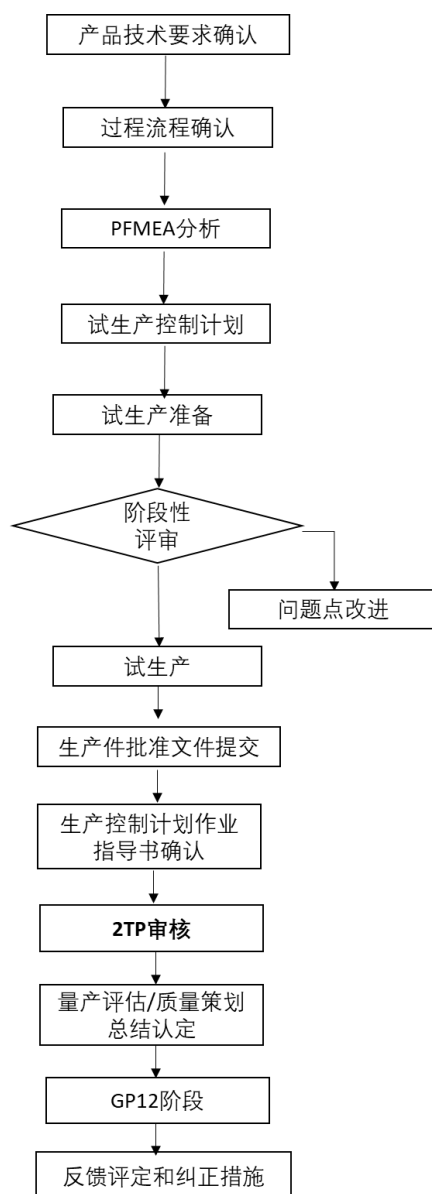 产品技术要求确认
过程流程确认
PFMEA分析
试生产控制计划
试生产准备
阶段性
评审
问题点改进
试生产
生产件批准文件提交
生产控制计划作业
指导书确认
2TP审核
量产评估/质量策划
总结认定
GP12阶段
反馈评定和纠正措施